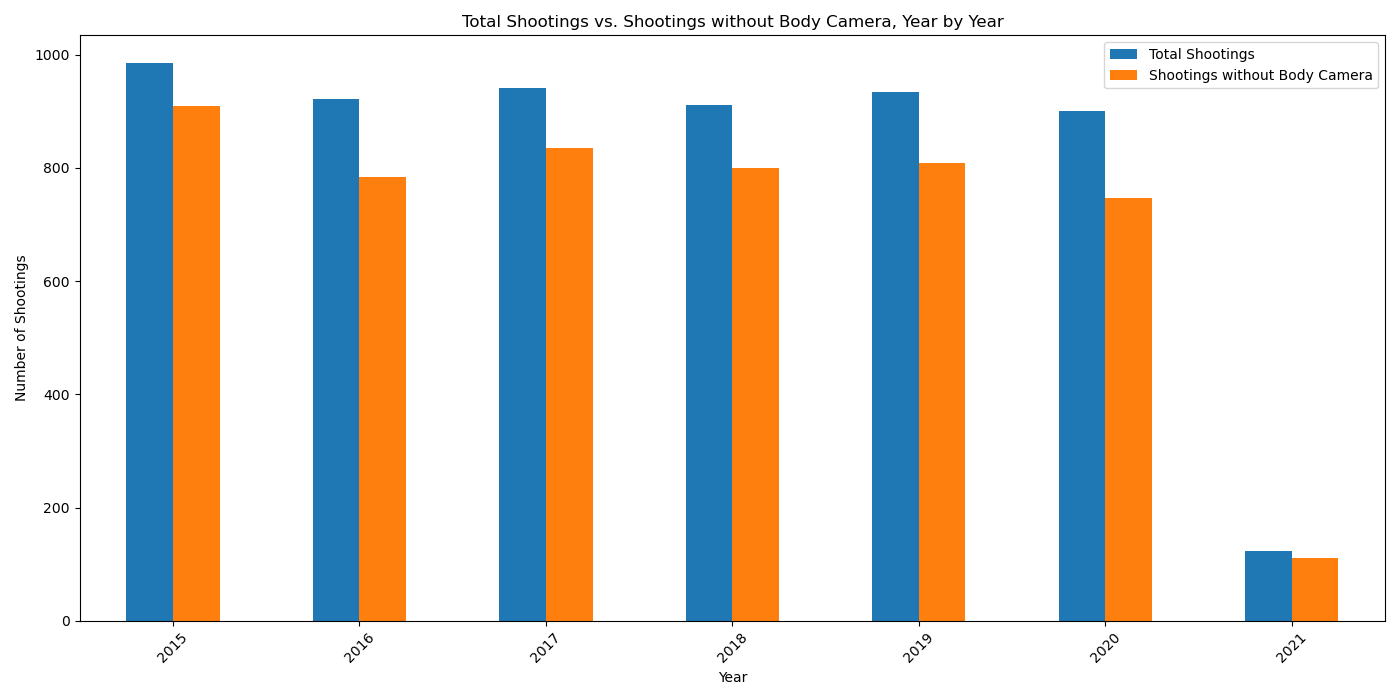 Total Shootings vs. Shootings without Body Camera, Year by Year
Total Shootings
Shootings without Body Camera
Number of Shootings
1000
800
600
400
200
0
2015 2016 2017 2018 2019 2020 2021
Year